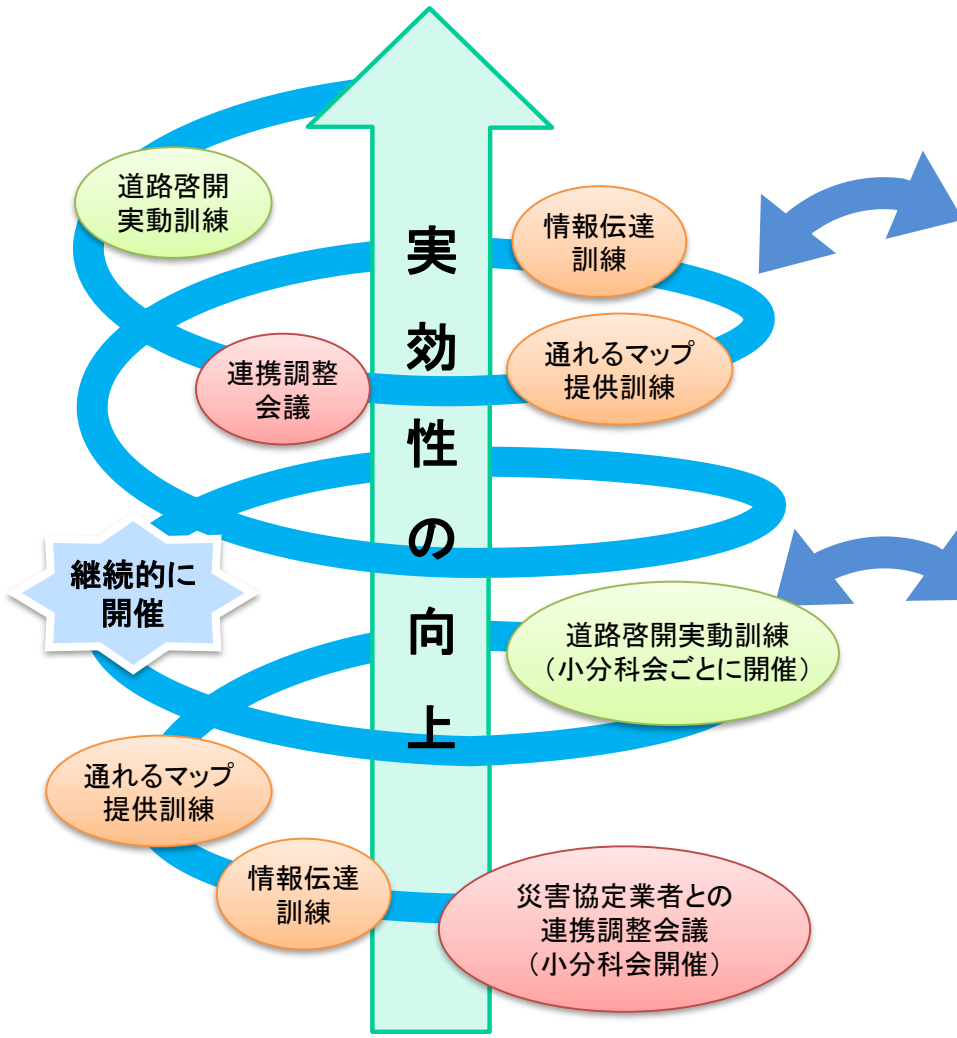 道路啓開
実動訓練
情報伝達
訓練
通れるマップ
提供訓練
連携調整
会議
実効性の向上
継続的に
開催
道路啓開実動訓練
（小分科会ごとに開催）
通れるマップ
提供訓練
情報伝達
訓練
災害協定業者との
連携調整会議
（小分科会開催）